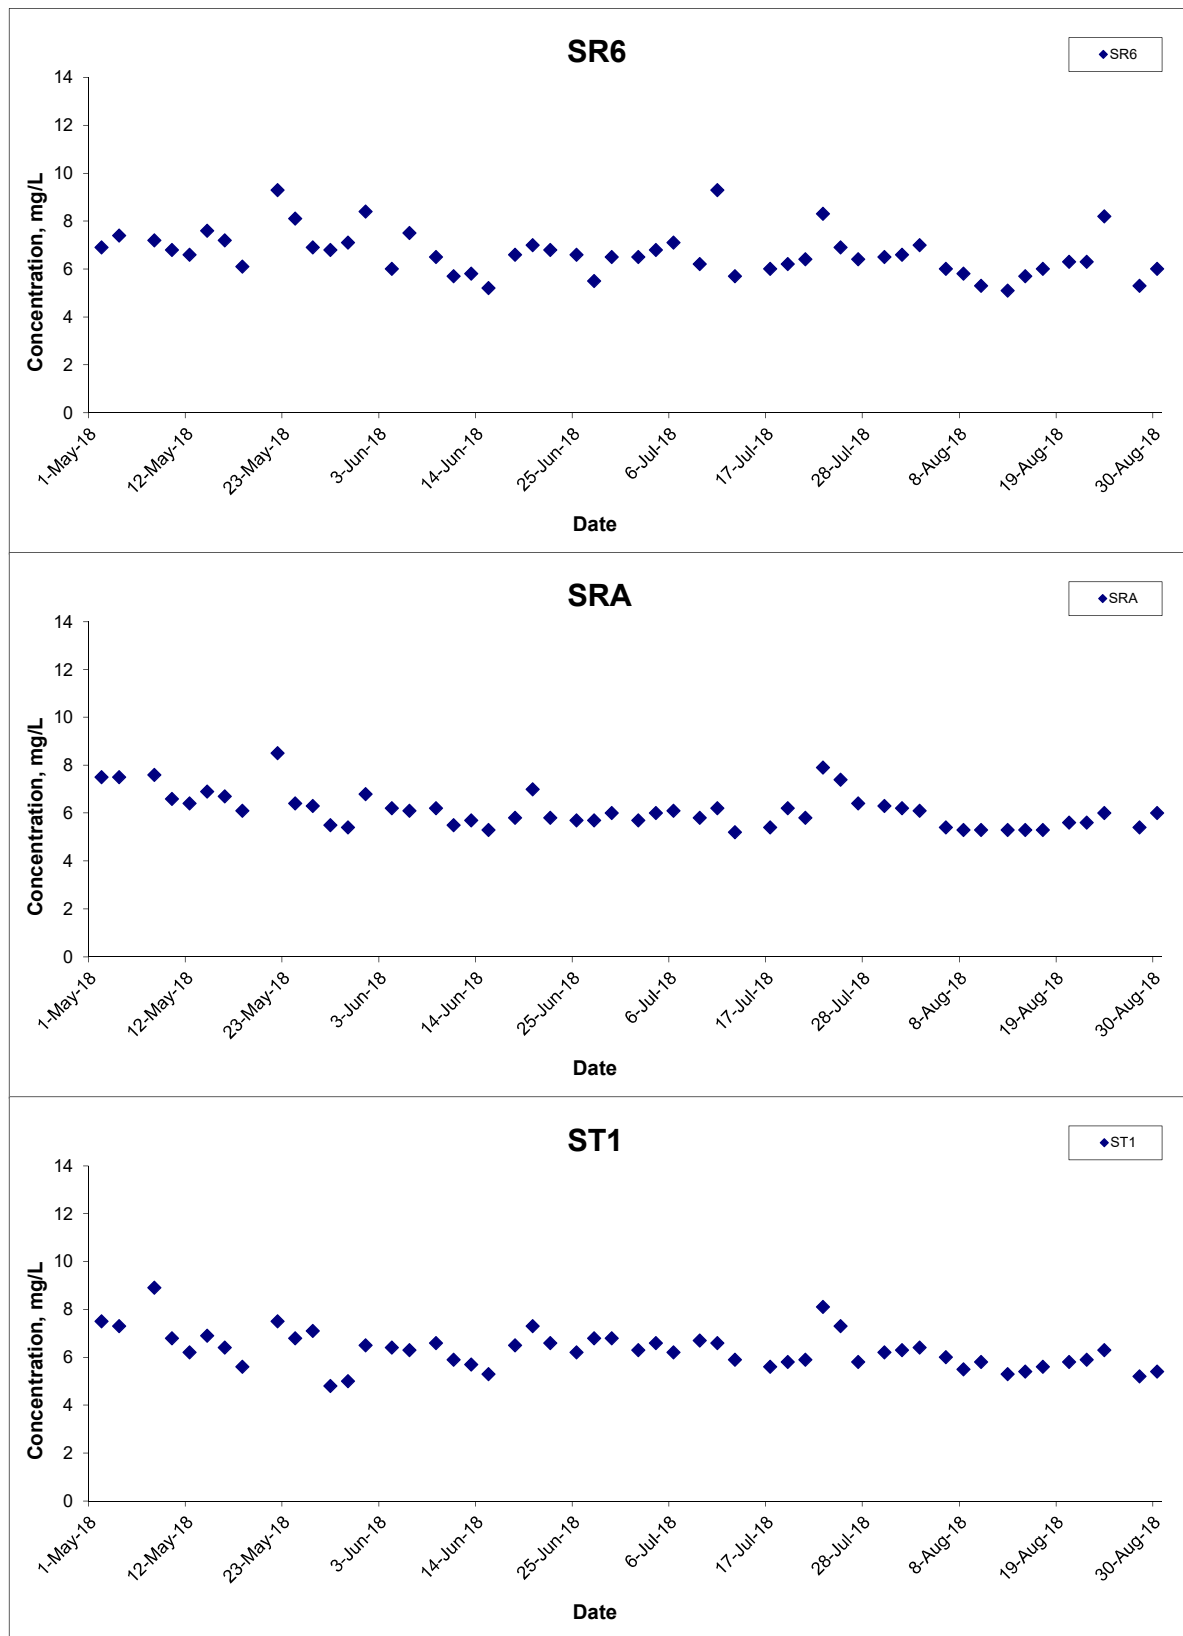 SR6
SR6
Concentration, mg/L
14
12
10
8
6
4
2
0
1-May-18
12-May-18
23-May-18
3-Jun-18
14-Jun-18
25-Jun-18
6-Jul-18
17-Jul-18
28-Jul-18
8-Aug-18
19-Aug-18
30-Aug-18
Date
SRA
SRA
Concentration, mg/L
14
12
10
8
6
4
2
0
1-May-18
12-May-18
23-May-18
3-Jun-18
14-Jun-18
25-Jun-18
6-Jul-18
17-Jul-18
28-Jul-18
8-Aug-18
19-Aug-18
30-Aug-18
Date
ST1
ST1
Concentration, mg/L
14
12
10
8
6
4
2
0
1-May-18
12-May-18
23-May-18
3-Jun-18
14-Jun-18
25-Jun-18
6-Jul-18
17-Jul-18
28-Jul-18
8-Aug-18
19-Aug-18
30-Aug-18
Date